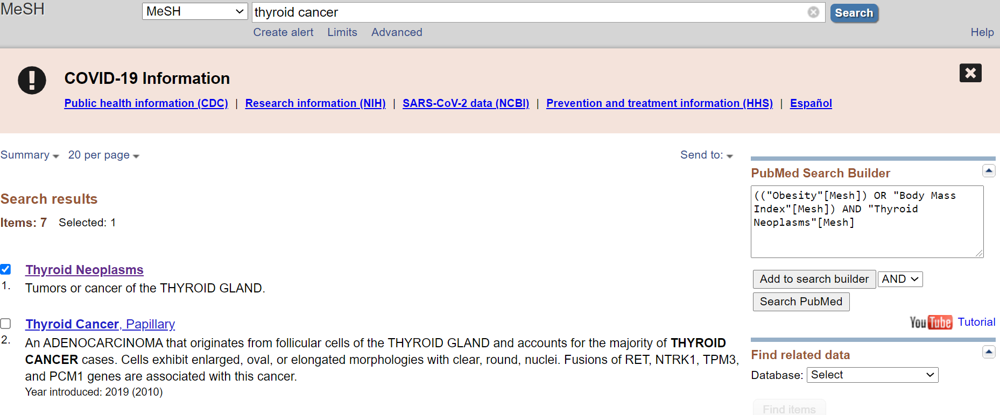 MeSH
MeSH
thyroid cancer
Search
Create alert Limits Advanced
Help
COVID-19 Information
Public health information (CDC) | Research information (NIH) | SARS-CoV-2 data (NCBI) | Prevention and treatment information (HHS) | Español
Summary 20 per page
Send to:
Search results
Items: 7 Selected: 1
Thyroid Neoplasms
1. Tumors or cancer of the THYROID GLAND.
Thyroid Cancer, Papillary
2. An ADENOCARCINOMA that originates from follicular cells of the THYROID GLAND and accounts for the majority of THYROID
CANCER cases. Cells exhibit enlarged, oval, or elongated morphologies with clear, round, nuclei. Fusions of RET, NTRK1, TPM3,
and PCM1 genes are associated with this cancer.
Year introduced: 2019 (2010)
PubMed Search Builder
(("Obesity"[Mesh]) OR "Body Mass
Index"[Mesh]) AND "Thyroid
Neoplasms"[Mesh]
Add to search builder AND
Search PubMed
YouTube Tutorial
Find related data
Database: Select
Find items